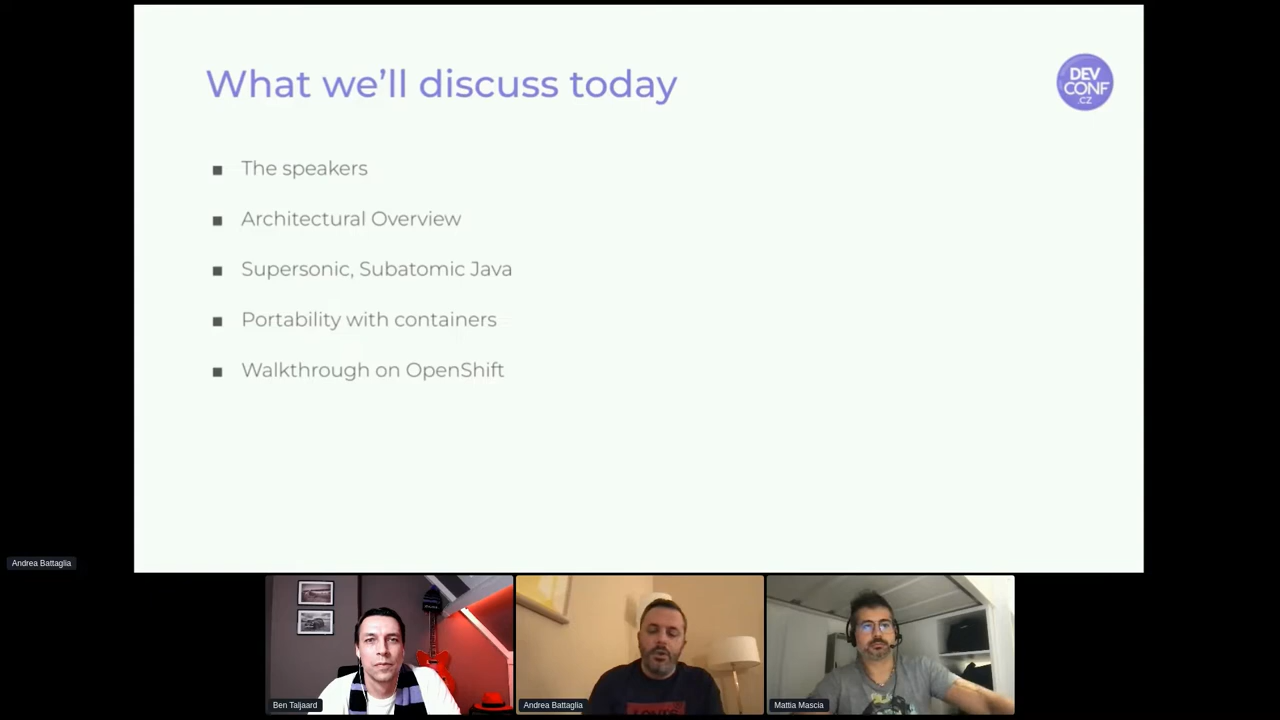 What we'll discuss today
DEV
CONF
.CZ
■ The speakers
■ Architectural Overview
■ Supersonic, Subatomic Java
■ Portability with containers
■ Walkthrough on OpenShift
Andrea Battaglia
Ben Taljaard
Andrea Battaglia
Mattia Mascia